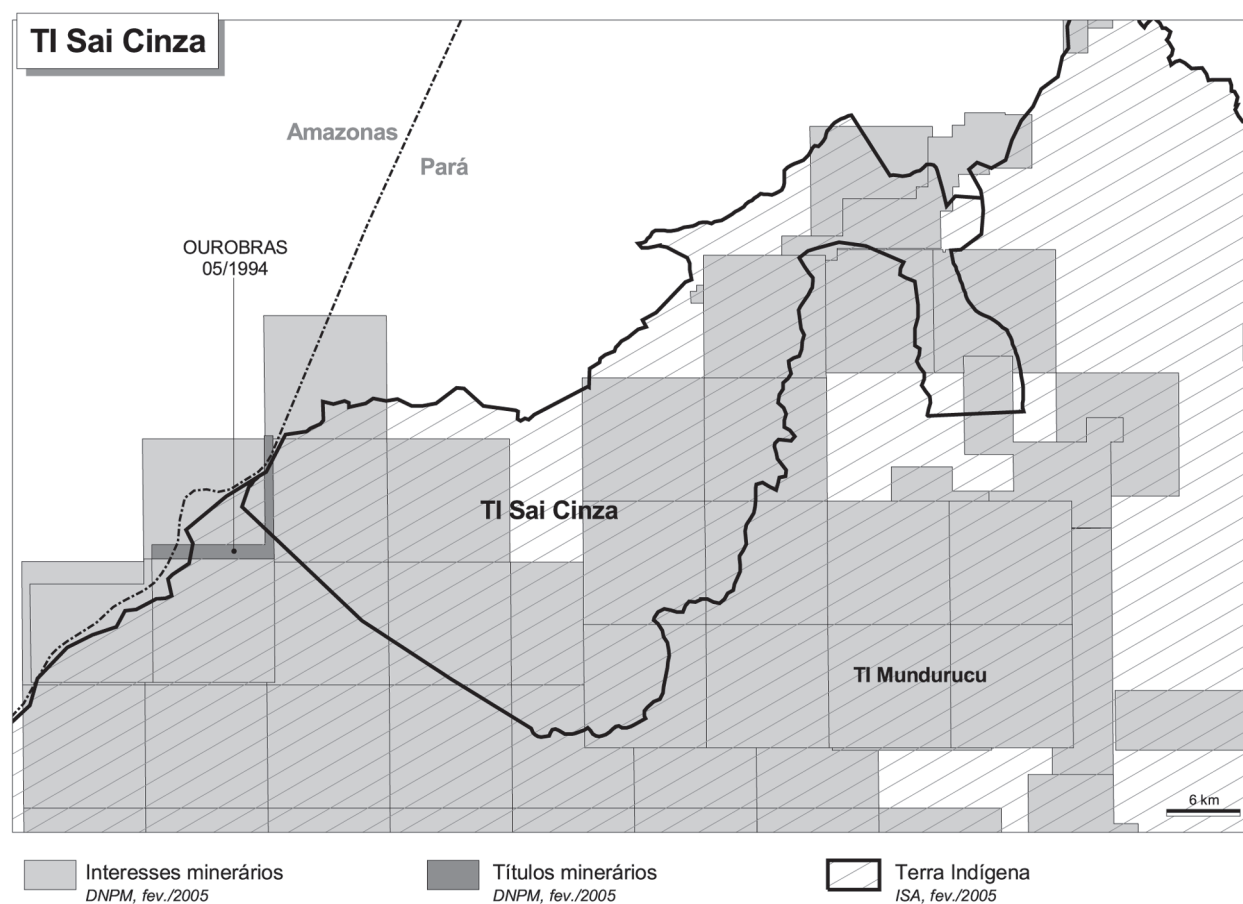 TI Sai Cinza
Amazonas
Pará
OUROBRAS
05/1994
TI Sai Cinza
TI Mundurucu
6 km
Interesses minerários
DNPM, fev./2005
Títulos minerários
DNPM, fev./2005
Terra Indígena
ISA, fev./2005